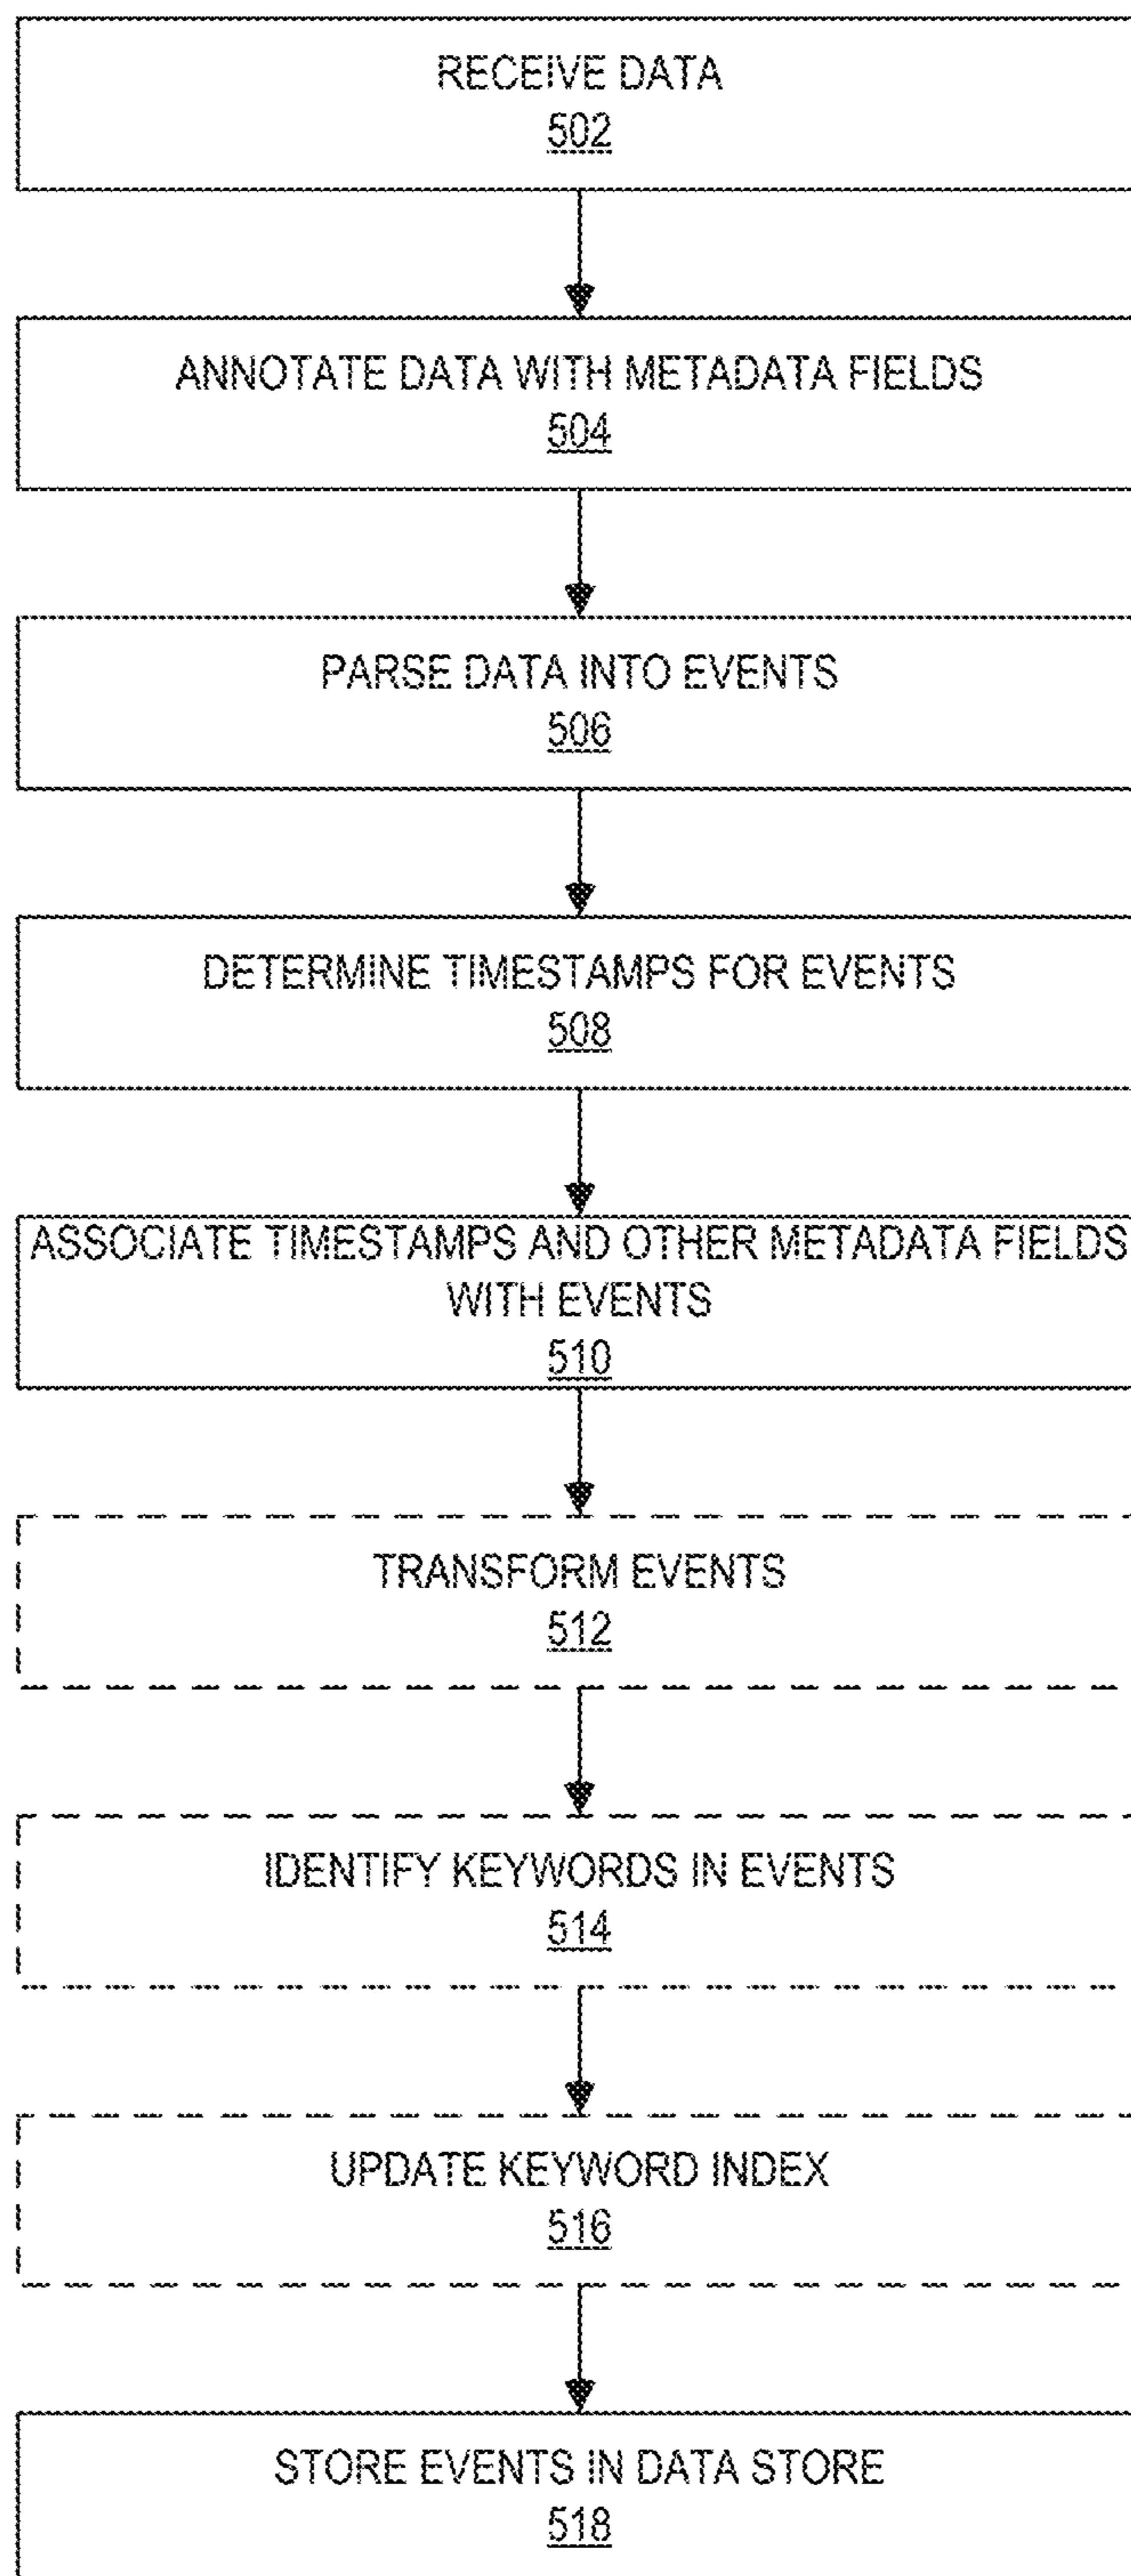 RECEIVE DATA
502
ANNOTATE DATA WITH METADATA FIELDS
504
PARSE DATA INTO EVENTS
506
DETERMINE TIMESTAMPS FOR EVENTS
508
ASSOCIATE TIMESTAMPS AND OTHER METADATA FIELDS
WITH EVENTS
510
TRANSFORM EVENTS
512
IDENTIFY KEYWORDS IN EVENTS
514
UPDATE KEYWORD INDEX
516
STORE EVENTS IN DATA STORE
518